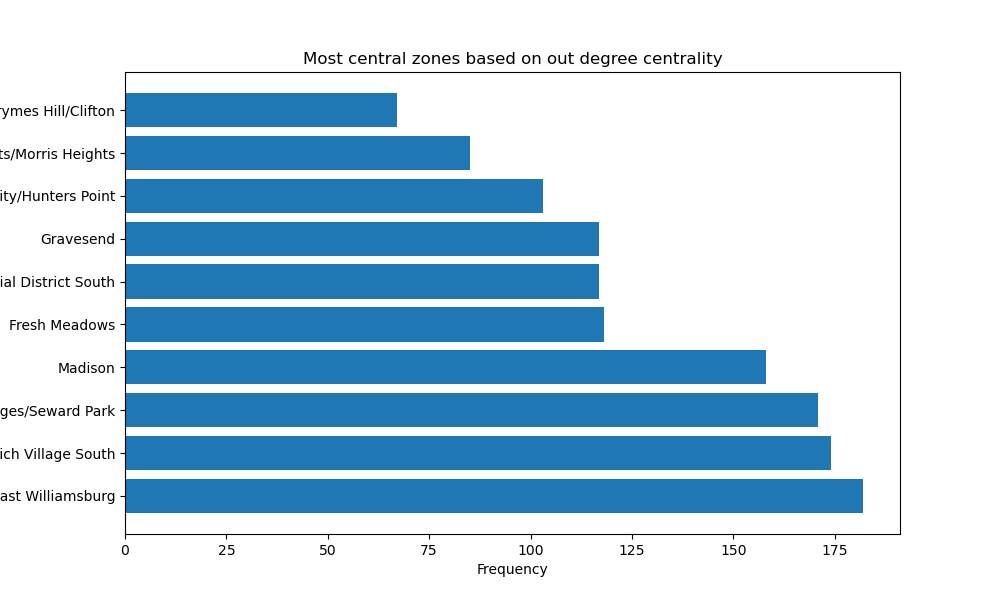 Most central zones based on out degree centrality
rymes Hill/Clifton
ts/Morris Heights
ity/Hunters Point
Gravesend
ial District South
Fresh Meadows
Madison
ges/Seward Park
ich Village South
ast Williamsburg
0 25 50 75 100 125 150 175
Frequency